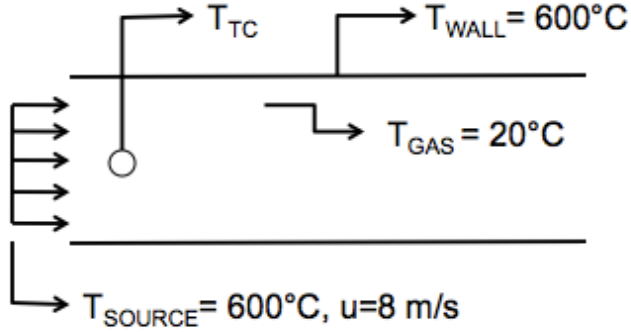 T_TC
T_WALL = 600°C
T_GAS = 20°C
T_SOURCE= 600°C, u=8 m/s